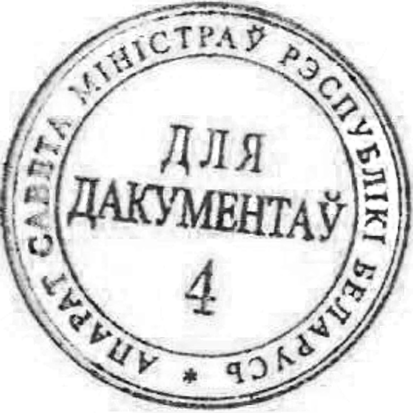 АПАРАТ САВЕТА МІНІСТРАЎ РЭСПУБЛІКІ БЕЛАРУСЬ *
ДЛЯ
ДАКУМЕНТАЎ
4